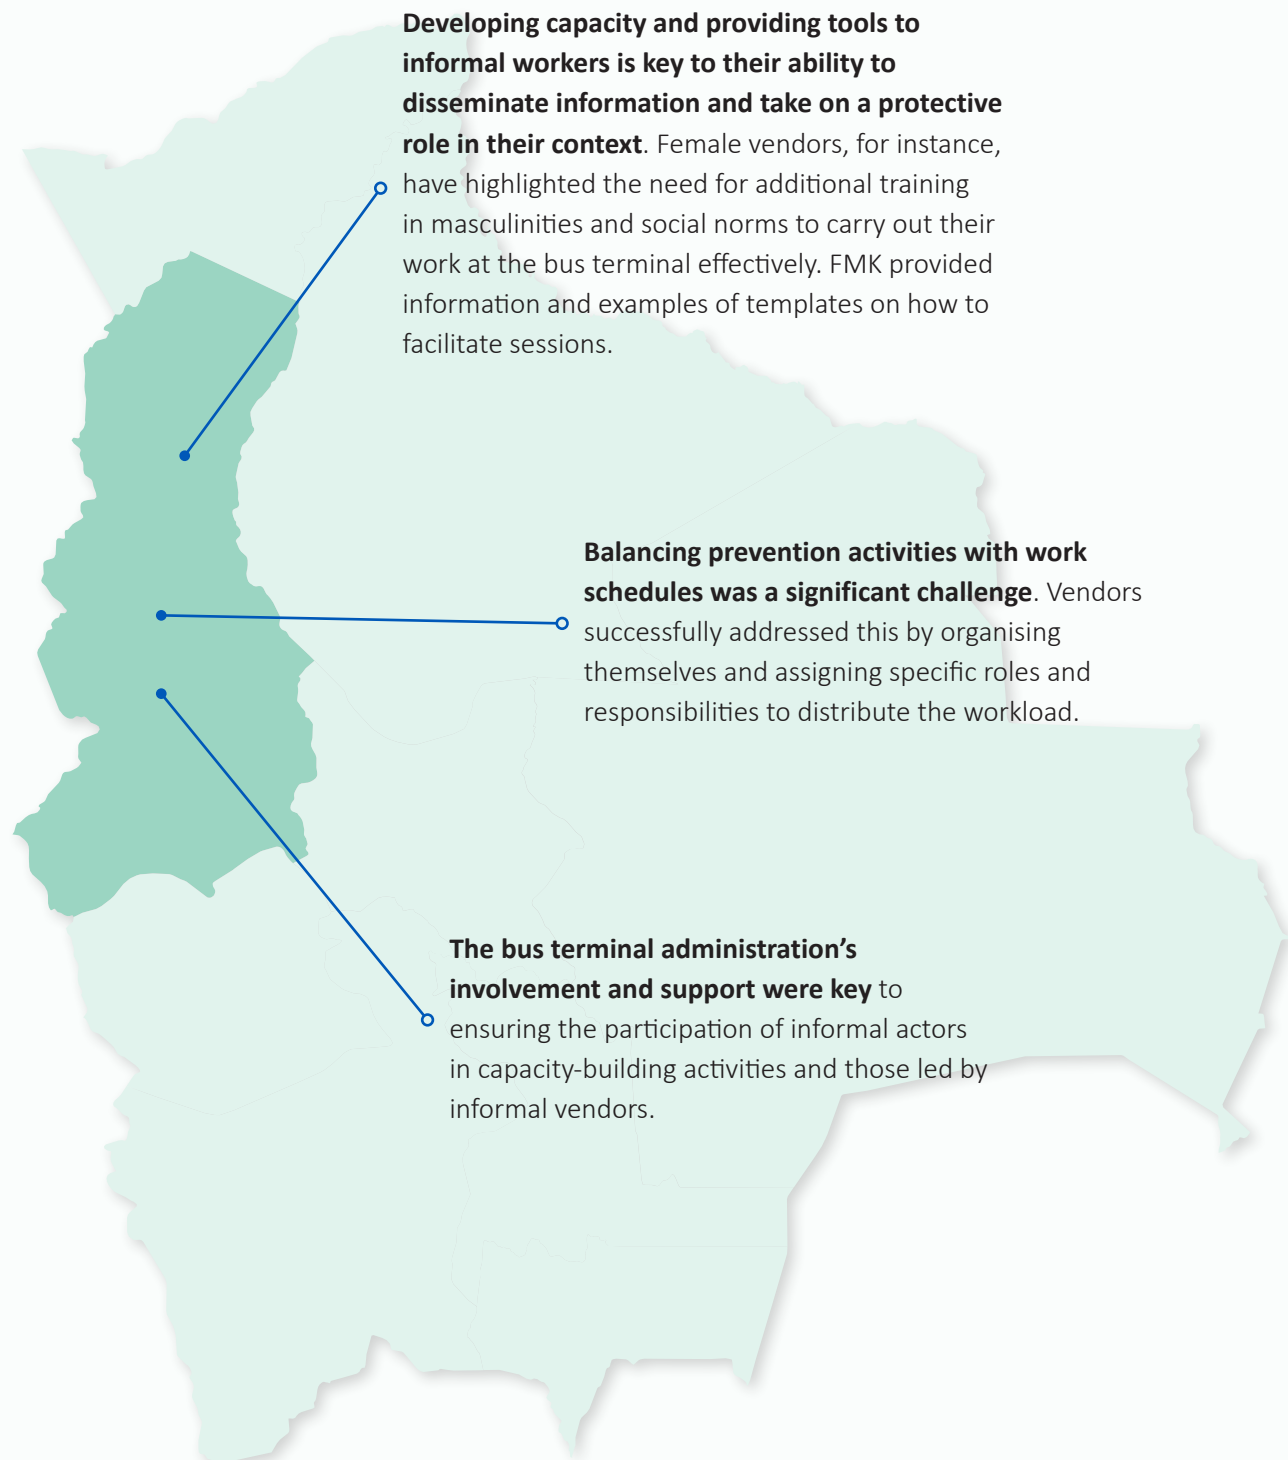 Developing capacity and providing tools to
informal workers is key to their ability to
disseminate information and take on a protective
role in their context. Female vendors, for instance,
have highlighted the need for additional training
in masculinities and social norms to carry out their
work at the bus terminal effectively. FMK provided
information and examples of templates on how to
facilitate sessions.
Balancing prevention activities with work
schedules was a significant challenge. Vendors
successfully addressed this by organising
themselves and assigning specific roles and
responsibilities to distribute the workload.
The bus terminal administration’s
involvement and support were key to
ensuring the participation of informal actors
in capacity-building activities and those led by
informal vendors.